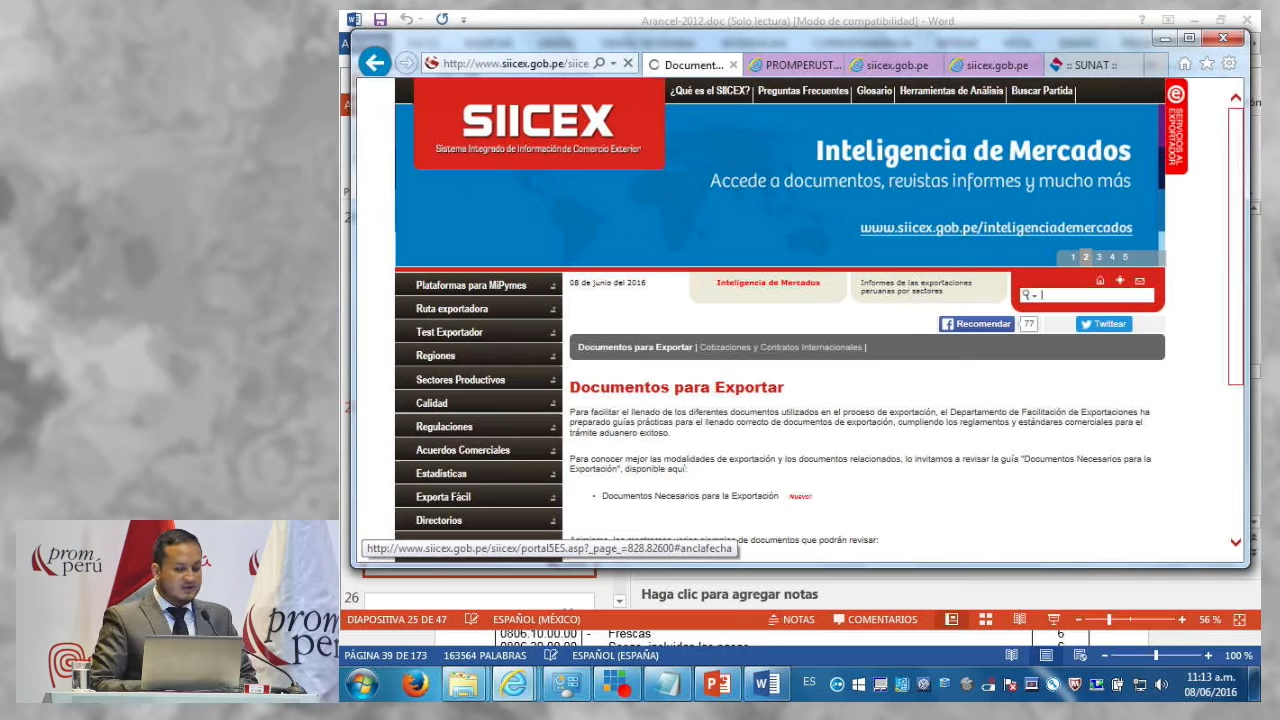 Arancel-2012.doc (Solo lectura) [Modo de compatibilidad] - Word
http://www.siicex.gob.pe/siice
Document...
PROMPERUST...
siicex.gob.pe
siicex.gob.pe
:: SUNAT ::
¿Qué es el SIICEX?
Preguntas Frecuentes
Glosario
Herramientas de Análisis
Buscar Partida
SIICEX
Sistema Integrado de Información de Comercio Exterior
SERVICIOS AL EXPORTADOR
Inteligencia de Mercados
Accede a documentos, revistas informes y mucho más
www.siicex.gob.pe/inteligenciademercados
1 2 3 4 5
Plataformas para MiPymes
Ruta exportadora
Test Exportador
Regiones
Sectores Productivos
Calidad
Regulaciones
Acuerdos Comerciales
Estadísticas
Exporta Fácil
Directorios
08 de junio del 2016
Inteligencia de Mercados
Informes de las exportaciones
peruanas por sectores
Recomendar 77
Twittear
Documentos para Exportar | Cotizaciones y Contratos Internacionales |
Documentos para Exportar
Para facilitar el llenado de los diferentes documentos utilizados en el proceso de exportación, el Departamento de Facilitación de Exportaciones ha
preparado guías prácticas para el llenado correcto de documentos de exportación, cumpliendo los reglamentos y estándares comerciales para el
trámite aduanero exitoso.
Para conocer mejor las modalidades de exportación y los documentos relacionados, lo invitamos a revisar la guía "Documentos Necesarios para la
Exportación", disponible aquí:
- Documentos Necesarios para la Exportación Nuevo!
de documentos que podrán revisar:
http://www.siicex.gob.pe/siicex/portal5ES.asp?_page_=828.82600#anclafecha
26
Haga clic para agregar notas
DIAPOSITIVA 25 DE 47 ESPAÑOL (MÉXICO) NOTAS COMENTARIOS 56 %
0806.10.00.00 - Frescas 6
PÁGINA 39 DE 173 163564 PALABRAS ESPAÑOL (ESPAÑA) 100 %
ES
11:13 a.m.
08/06/2016
prom
perú
prom
perú